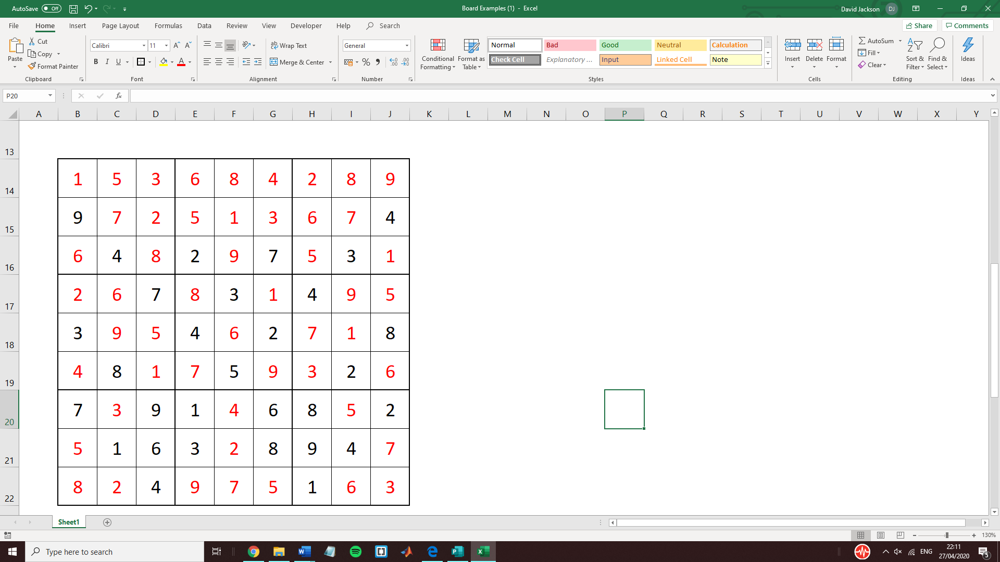 AutoSave Off
Board Examples (1) - Excel
David Jackson DJ
File Home Insert Page Layout Formulas Data Review View Developer Help Search
Share Comments
Paste
Cut
Copy
Format Painter
Clipboard
Calibri 11
B I U A
Font
ab Wrap Text
Merge & Center
Alignment
General
%
Number
Conditional Formatting
Format as Table
Normal Bad Good Neutral Calculation
Check Cell Explanatory ... Input Linked Cell Note
Styles
Insert Delete Format
Cells
AutoSum
Fill
Clear
Sort & Filter
Find & Select
Editing
Ideas
Ideas
P20 fx
A B C D E F G H I J K L M N O P Q R S T U V W X Y
13
14 1 5 3 6 8 4 2 8 9
15 9 7 2 5 1 3 6 7 4
16 6 4 8 2 9 7 5 3 1
17 2 6 7 8 3 1 4 9 5
18 3 9 5 4 6 2 7 1 8
19 4 8 1 7 5 9 3 2 6
20 7 3 9 1 4 6 8 5 2
21 5 1 6 3 2 8 9 4 7
22 8 2 4 9 7 5 1 6 3
Sheet1
130%
Type here to search
ENG
22:11
27/04/2020
5